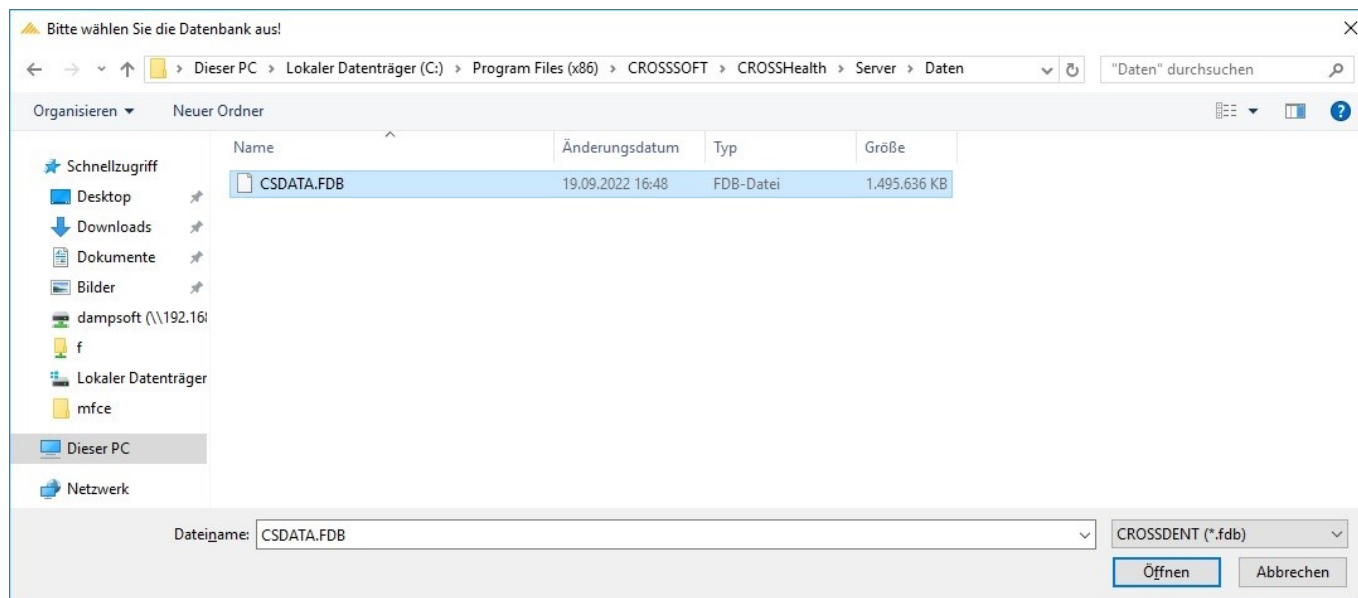 Bitte wählen Sie die Datenbank aus!
Dieser PC > Lokaler Datenträger (C:) > Program Files (x86) > CROSSSOFT > CROSSHealth > Server > Daten
"Daten" durchsuchen
Organisieren Neuer Ordner
Name Änderungsdatum Typ Größe
CSDATA.FDB 19.09.2022 16:48 FDB-Datei 1.495.636 KB
Schnellzugriff
Desktop
Downloads
Dokumente
Bilder
dampsoft (\\192.168
f
Lokaler Datenträger
mfce
Dieser PC
Netzwerk
Dateiname: CSDATA.FDB CROSSDENT (*.fdb)
Öffnen Abbrechen